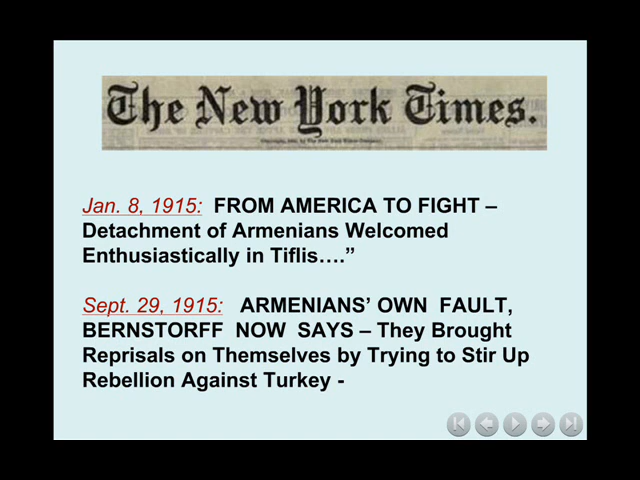 The New York Times.
Jan. 8, 1915: FROM AMERICA TO FIGHT –
Detachment of Armenians Welcomed
Enthusiastically in Tiflis….”
Sept. 29, 1915: ARMENIANS’ OWN FAULT,
BERNSTORFF NOW SAYS – They Brought
Reprisals on Themselves by Trying to Stir Up
Rebellion Against Turkey -